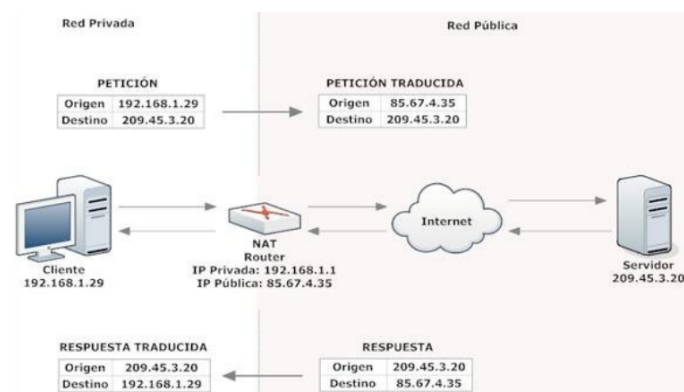 Red Privada
Red Pública
PETICIÓN
Origen 192.168.1.29
Destino 209.45.3.20
PETICIÓN TRADUCIDA
Origen 85.67.4.35
Destino 209.45.3.20
Cliente
192.168.1.29
NAT
Router
IP Privada: 192.168.1.1
IP Pública: 85.67.4.35
Internet
Servidor
209.45.3.20
RESPUESTA TRADUCIDA
Origen 209.45.3.20
Destino 192.168.1.29
RESPUESTA
Origen 209.45.3.20
Destino 85.67.4.35